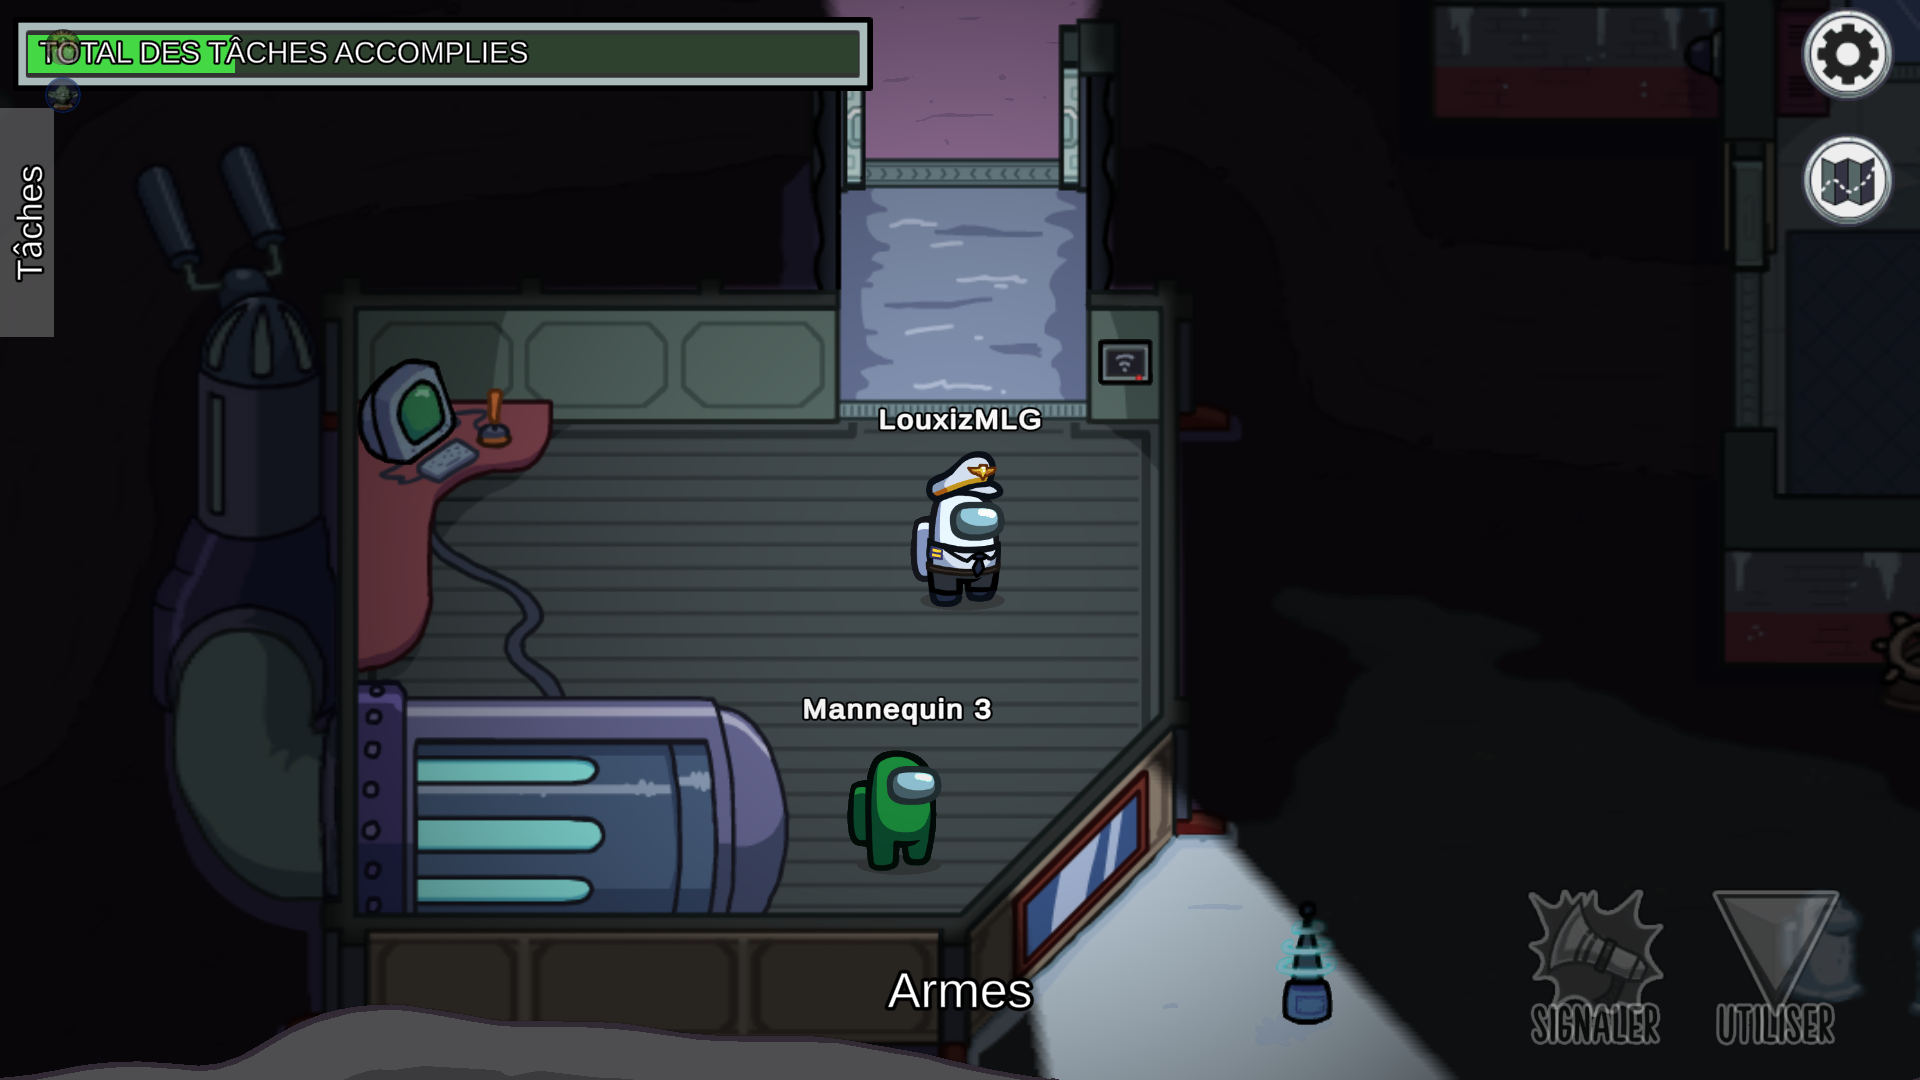 TOTAL DES TÂCHES ACCOMPLIES
Tâches
LouxizMLG
Mannequin 3
Armes
SIGNALER
UTILISER